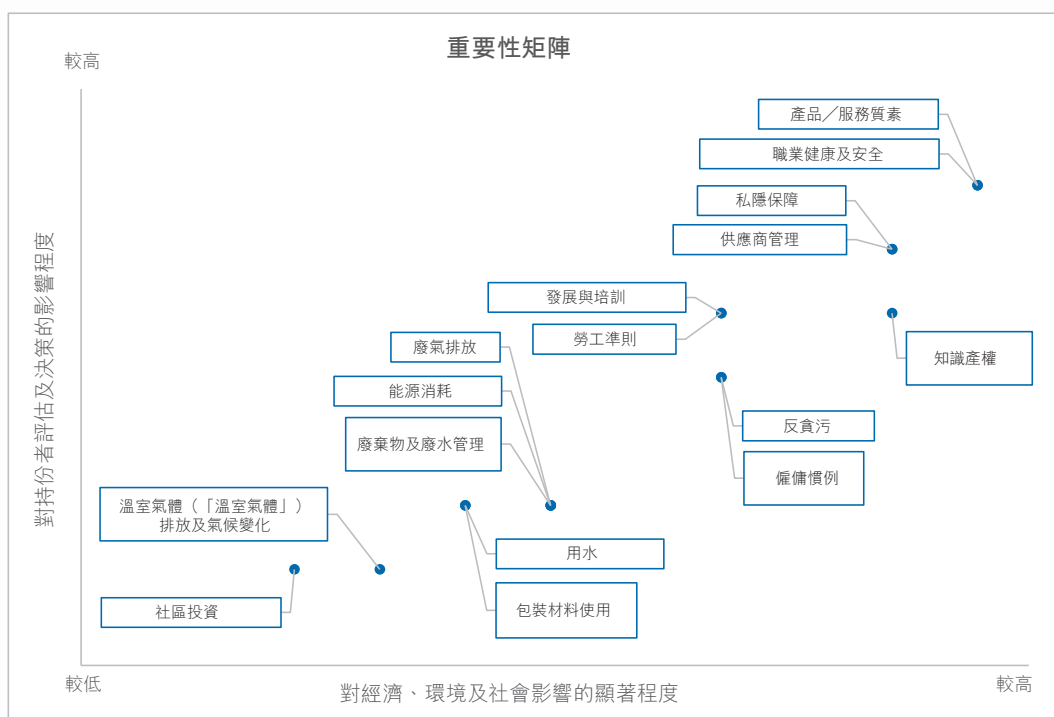 重要性矩陣
較高
產品／服務質素
職業健康及安全
私隱保障
供應商管理
發展與培訓
勞工準則
廢氣排放
知識產權
能源消耗
反貪污
廢棄物及廢水管理
僱傭慣例
溫室氣體（「溫室氣體」）
排放及氣候變化
用水
包裝材料使用
社區投資
對持份者評估及決策的影響程度
較低
對經濟、環境及社會影響的顯著程度
較高